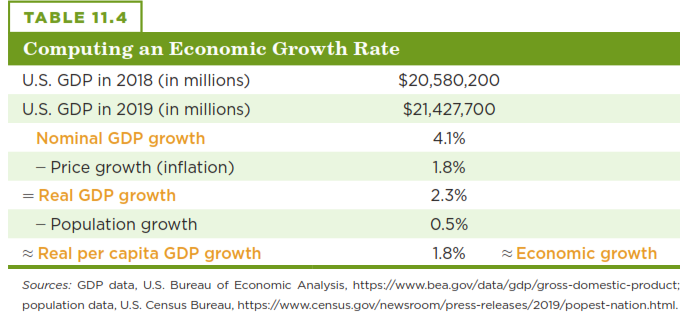 TABLE 11.4
Computing an Economic Growth Rate
U.S. GDP in 2018 (in millions) $20,580,200
U.S. GDP in 2019 (in millions) $21,427,700
Nominal GDP growth 4.1%
− Price growth (inflation) 1.8%
= Real GDP growth 2.3%
− Population growth 0.5%
≈ Real per capita GDP growth 1.8% ≈ Economic growth
Sources: GDP data, U.S. Bureau of Economic Analysis, https://www.bea.gov/data/gdp/gross-domestic-product;
population data, U.S. Census Bureau, https://www.census.gov/newsroom/press-releases/2019/popest-nation.html.